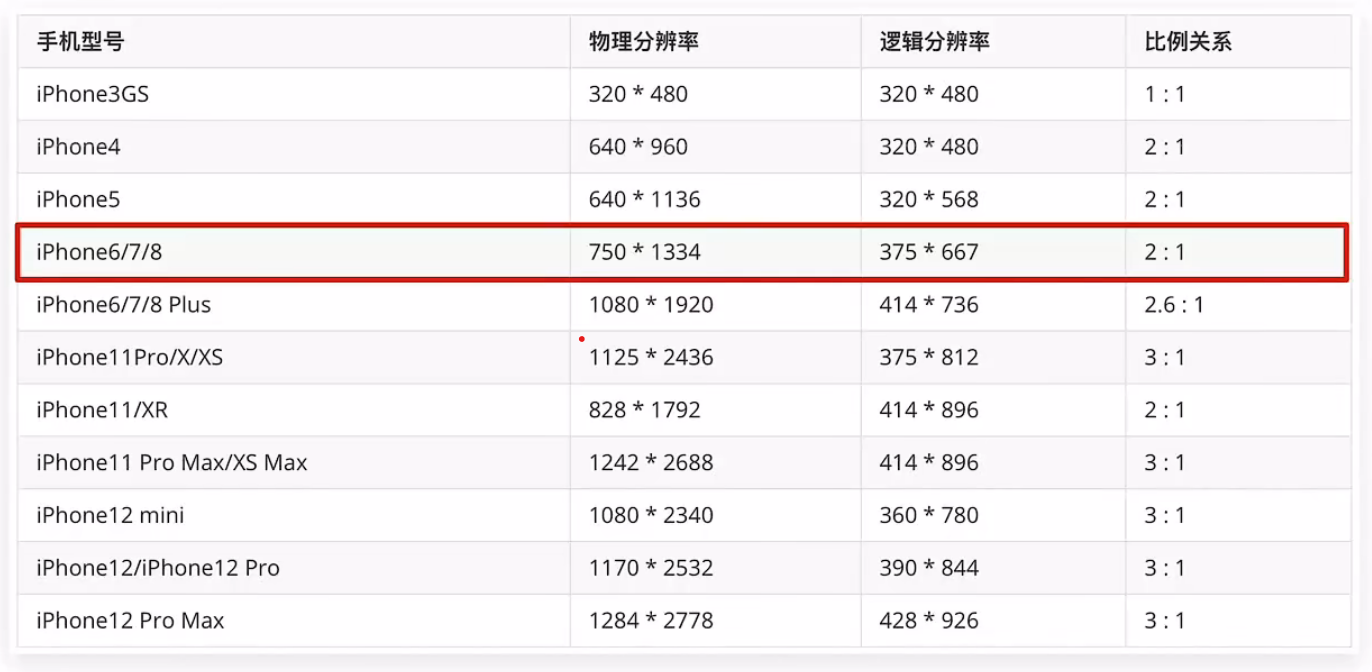 手机型号 物理分辨率 逻辑分辨率 比例关系
iPhone3GS 320 * 480 320 * 480 1 : 1
iPhone4 640 * 960 320 * 480 2 : 1
iPhone5 640 * 1136 320 * 568 2 : 1
iPhone6/7/8 750 * 1334 375 * 667 2 : 1
iPhone6/7/8 Plus 1080 * 1920 414 * 736 2.6 : 1
iPhone11Pro/X/XS 1125 * 2436 375 * 812 3 : 1
iPhone11/XR 828 * 1792 414 * 896 2 : 1
iPhone11 Pro Max/XS Max 1242 * 2688 414 * 896 3 : 1
iPhone12 mini 1080 * 2340 360 * 780 3 : 1
iPhone12/iPhone12 Pro 1170 * 2532 390 * 844 3 : 1
iPhone12 Pro Max 1284 * 2778 428 * 926 3 : 1